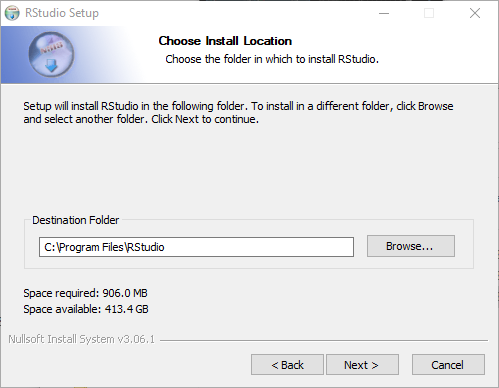 RStudio Setup
Choose Install Location
Choose the folder in which to install RStudio.
Setup will install RStudio in the following folder. To install in a different folder, click Browse
and select another folder. Click Next to continue.
Destination Folder
C:\Program Files\RStudio
Browse...
Space required: 906.0 MB
Space available: 413.4 GB
Nullsoft Install System v3.06.1
< Back
Next >
Cancel